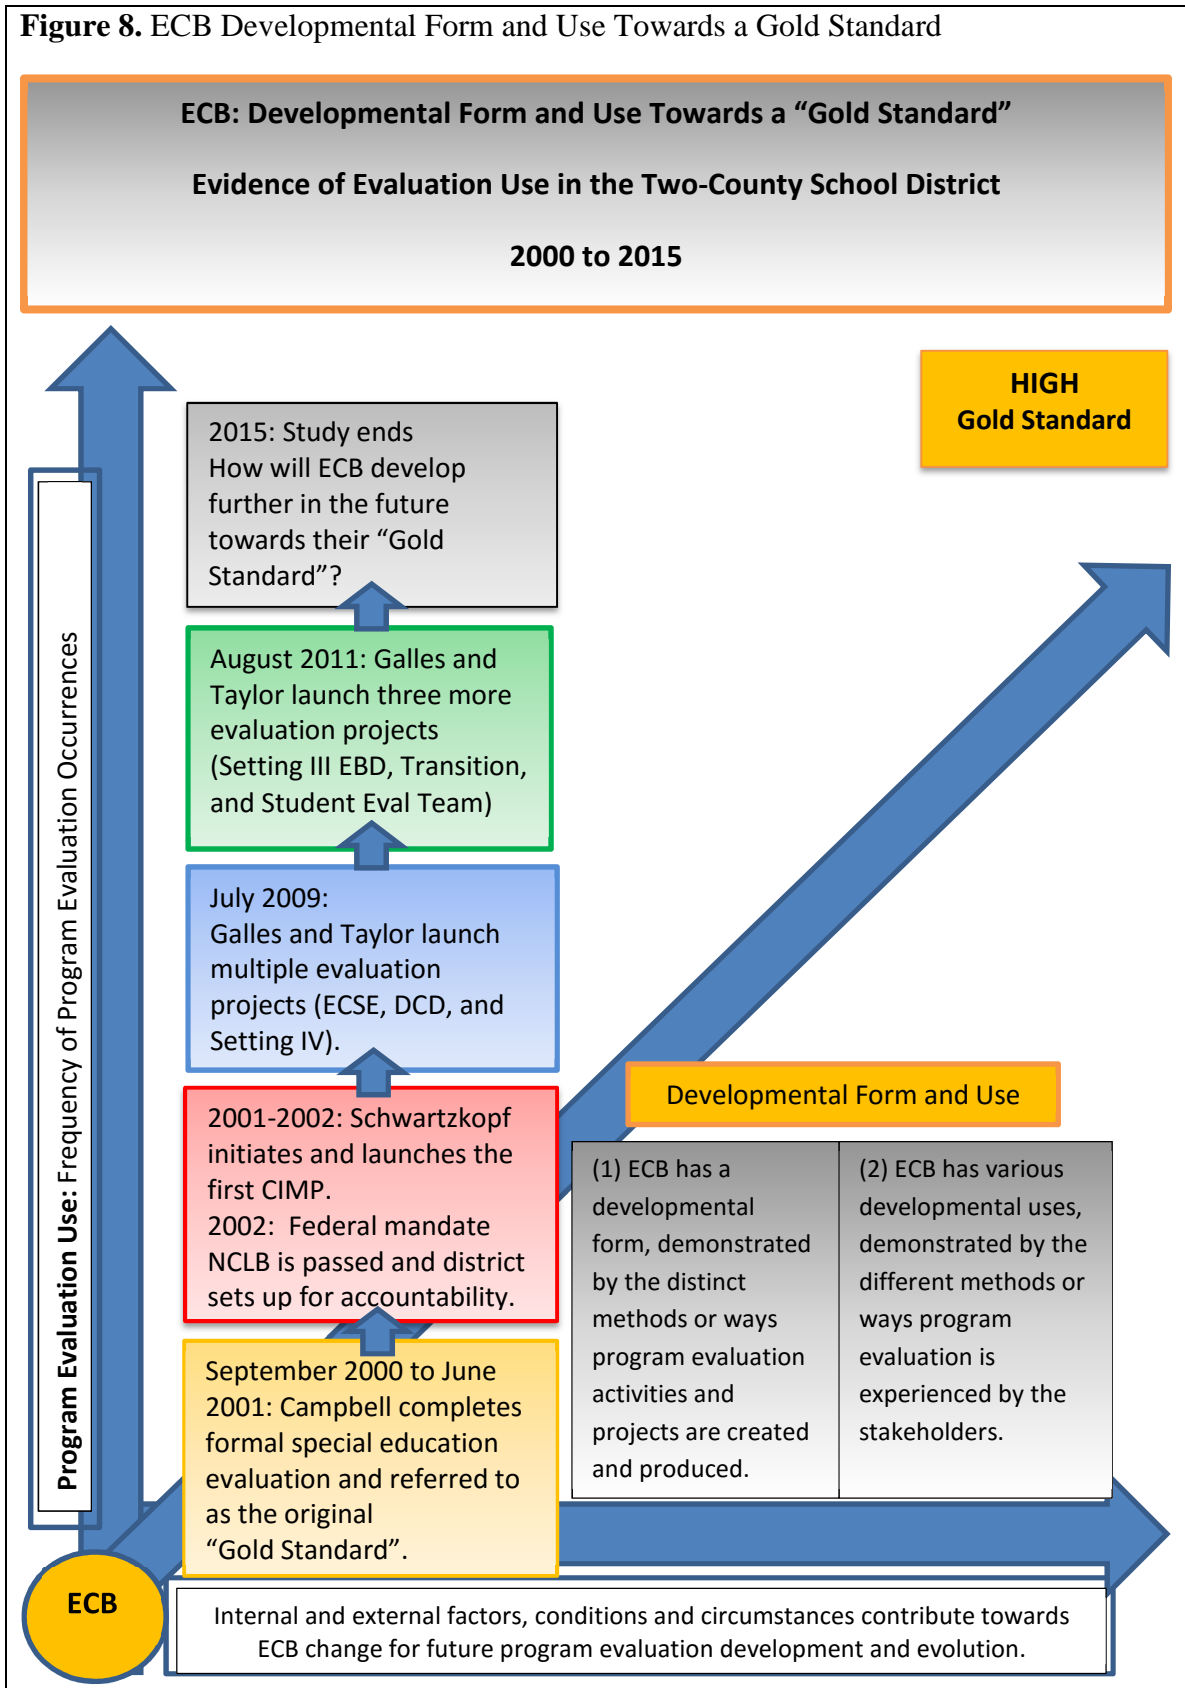 Figure 8. ECB Developmental Form and Use Towards a Gold Standard
ECB: Developmental Form and Use Towards a “Gold Standard”
Evidence of Evaluation Use in the Two-County School District
2000 to 2015
HIGH
Gold Standard
2015: Study ends
How will ECB develop
further in the future
towards their “Gold
Standard”?
August 2011: Galles and
Taylor launch three more
evaluation projects
(Setting III EBD, Transition,
and Student Eval Team)
July 2009:
Galles and Taylor launch
multiple evaluation
projects (ECSE, DCD, and
Setting IV).
2001-2002: Schwartzkopf
initiates and launches the
first CIMP.
2002:  Federal mandate
NCLB is passed and district
sets up for accountability.
September 2000 to June
2001: Campbell completes
formal special education
evaluation and referred to
as the original
“Gold Standard”.
Program Evaluation Use: Frequency of Program Evaluation Occurrences
Developmental Form and Use
(1) ECB has a
developmental
form, demonstrated
by the distinct
methods or ways
program evaluation
activities and
projects are created
and produced.
(2) ECB has various
developmental uses,
demonstrated by the
different methods or
ways program
evaluation is
experienced by the
stakeholders.
ECB
Internal and external factors, conditions and circumstances contribute towards
ECB change for future program evaluation development and evolution.